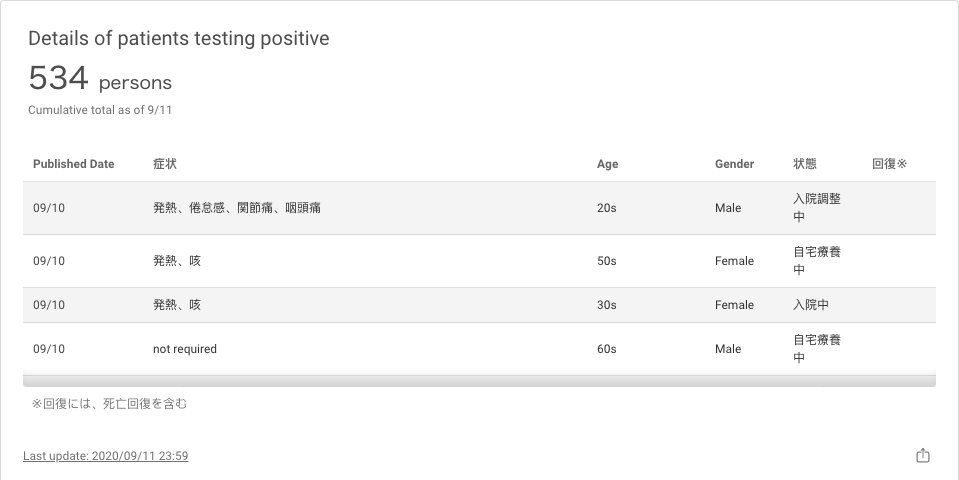 Details of patients testing positive
534 persons
Cumulative total as of 9/11
Published Date 症状 Age Gender 状態 回復※
09/10 発熱、倦怠感、関節痛、咽頭痛 20s Male 入院調整
中
09/10 発熱、咳 50s Female 自宅療養
中
09/10 発熱、咳 30s Female 入院中
09/10 not required 60s Male 自宅療養
中
※回復には、死亡回復を含む
Last update: 2020/09/11 23:59